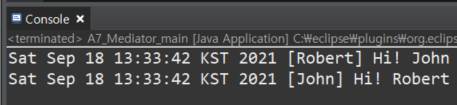 Console ×
<terminated> A7_Mediator_main [Java Application] C:₩eclipse₩plugins₩org.eclips
Sat Sep 18 13:33:42 KST 2021 [Robert] Hi! John
Sat Sep 18 13:33:42 KST 2021 [John] Hi! Robert